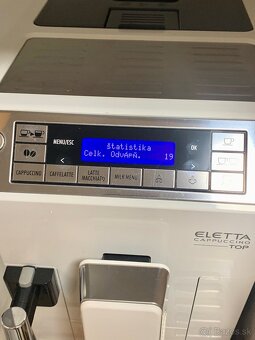 MENU/ESC
OK
štatistika
Celk. Odvápň. 19
CAPPUCCINO
CAFFELATTE
LATTE
MACCHIATO
MILK MENU
ELETTA
CAPPUCCINO
TOP